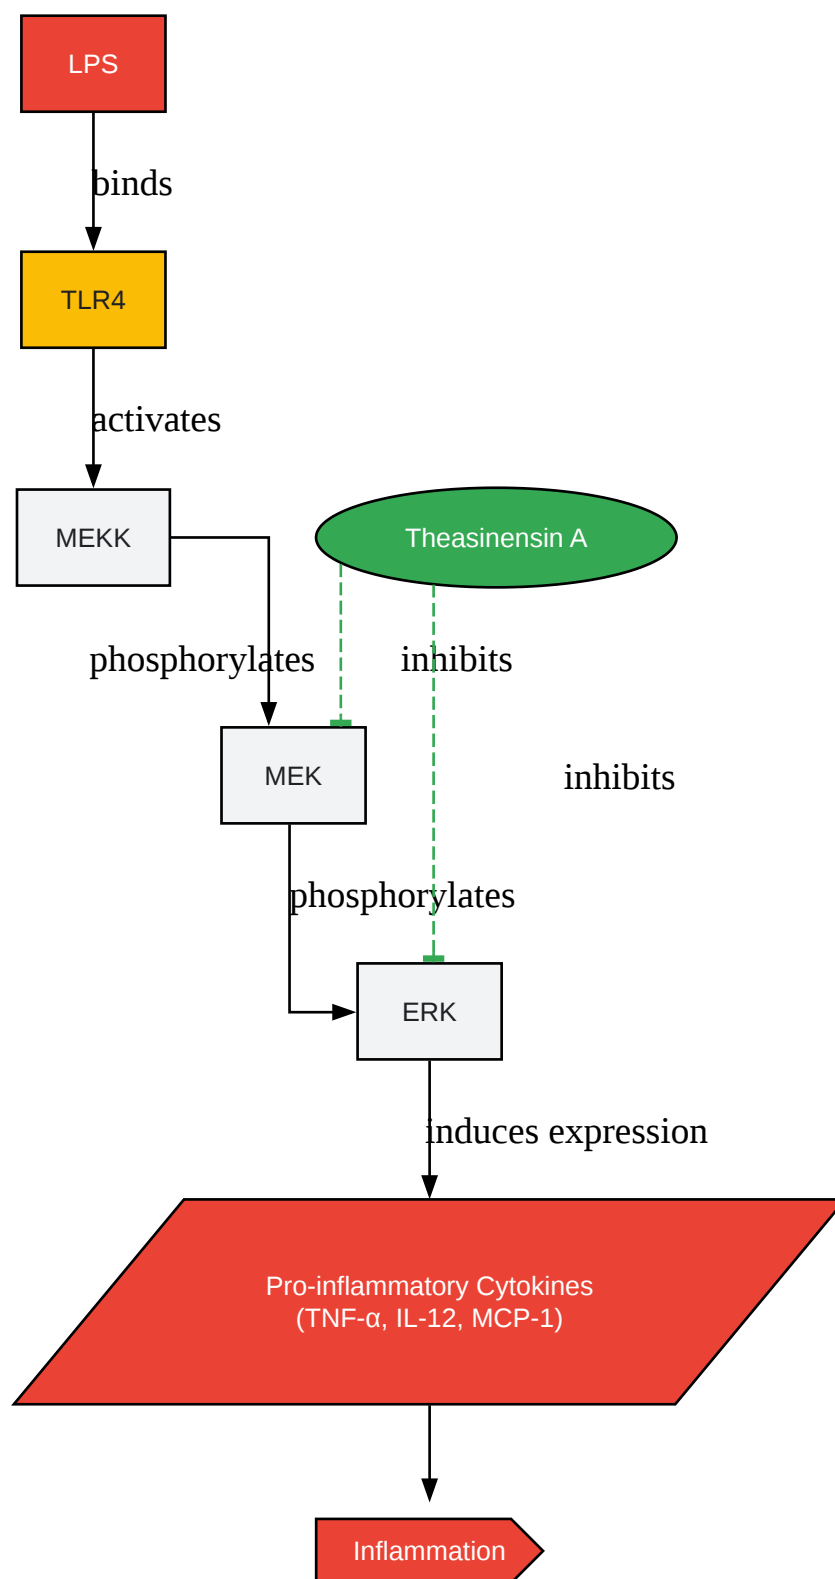 LPS
binds
TLR4
activates
MEKK
Theasinensin A
phosphorylates
inhibits
MEK
inhibits
phosphorylates
ERK
induces expression
Pro-inflammatory Cytokines
(TNF-α, IL-12, MCP-1)
Inflammation